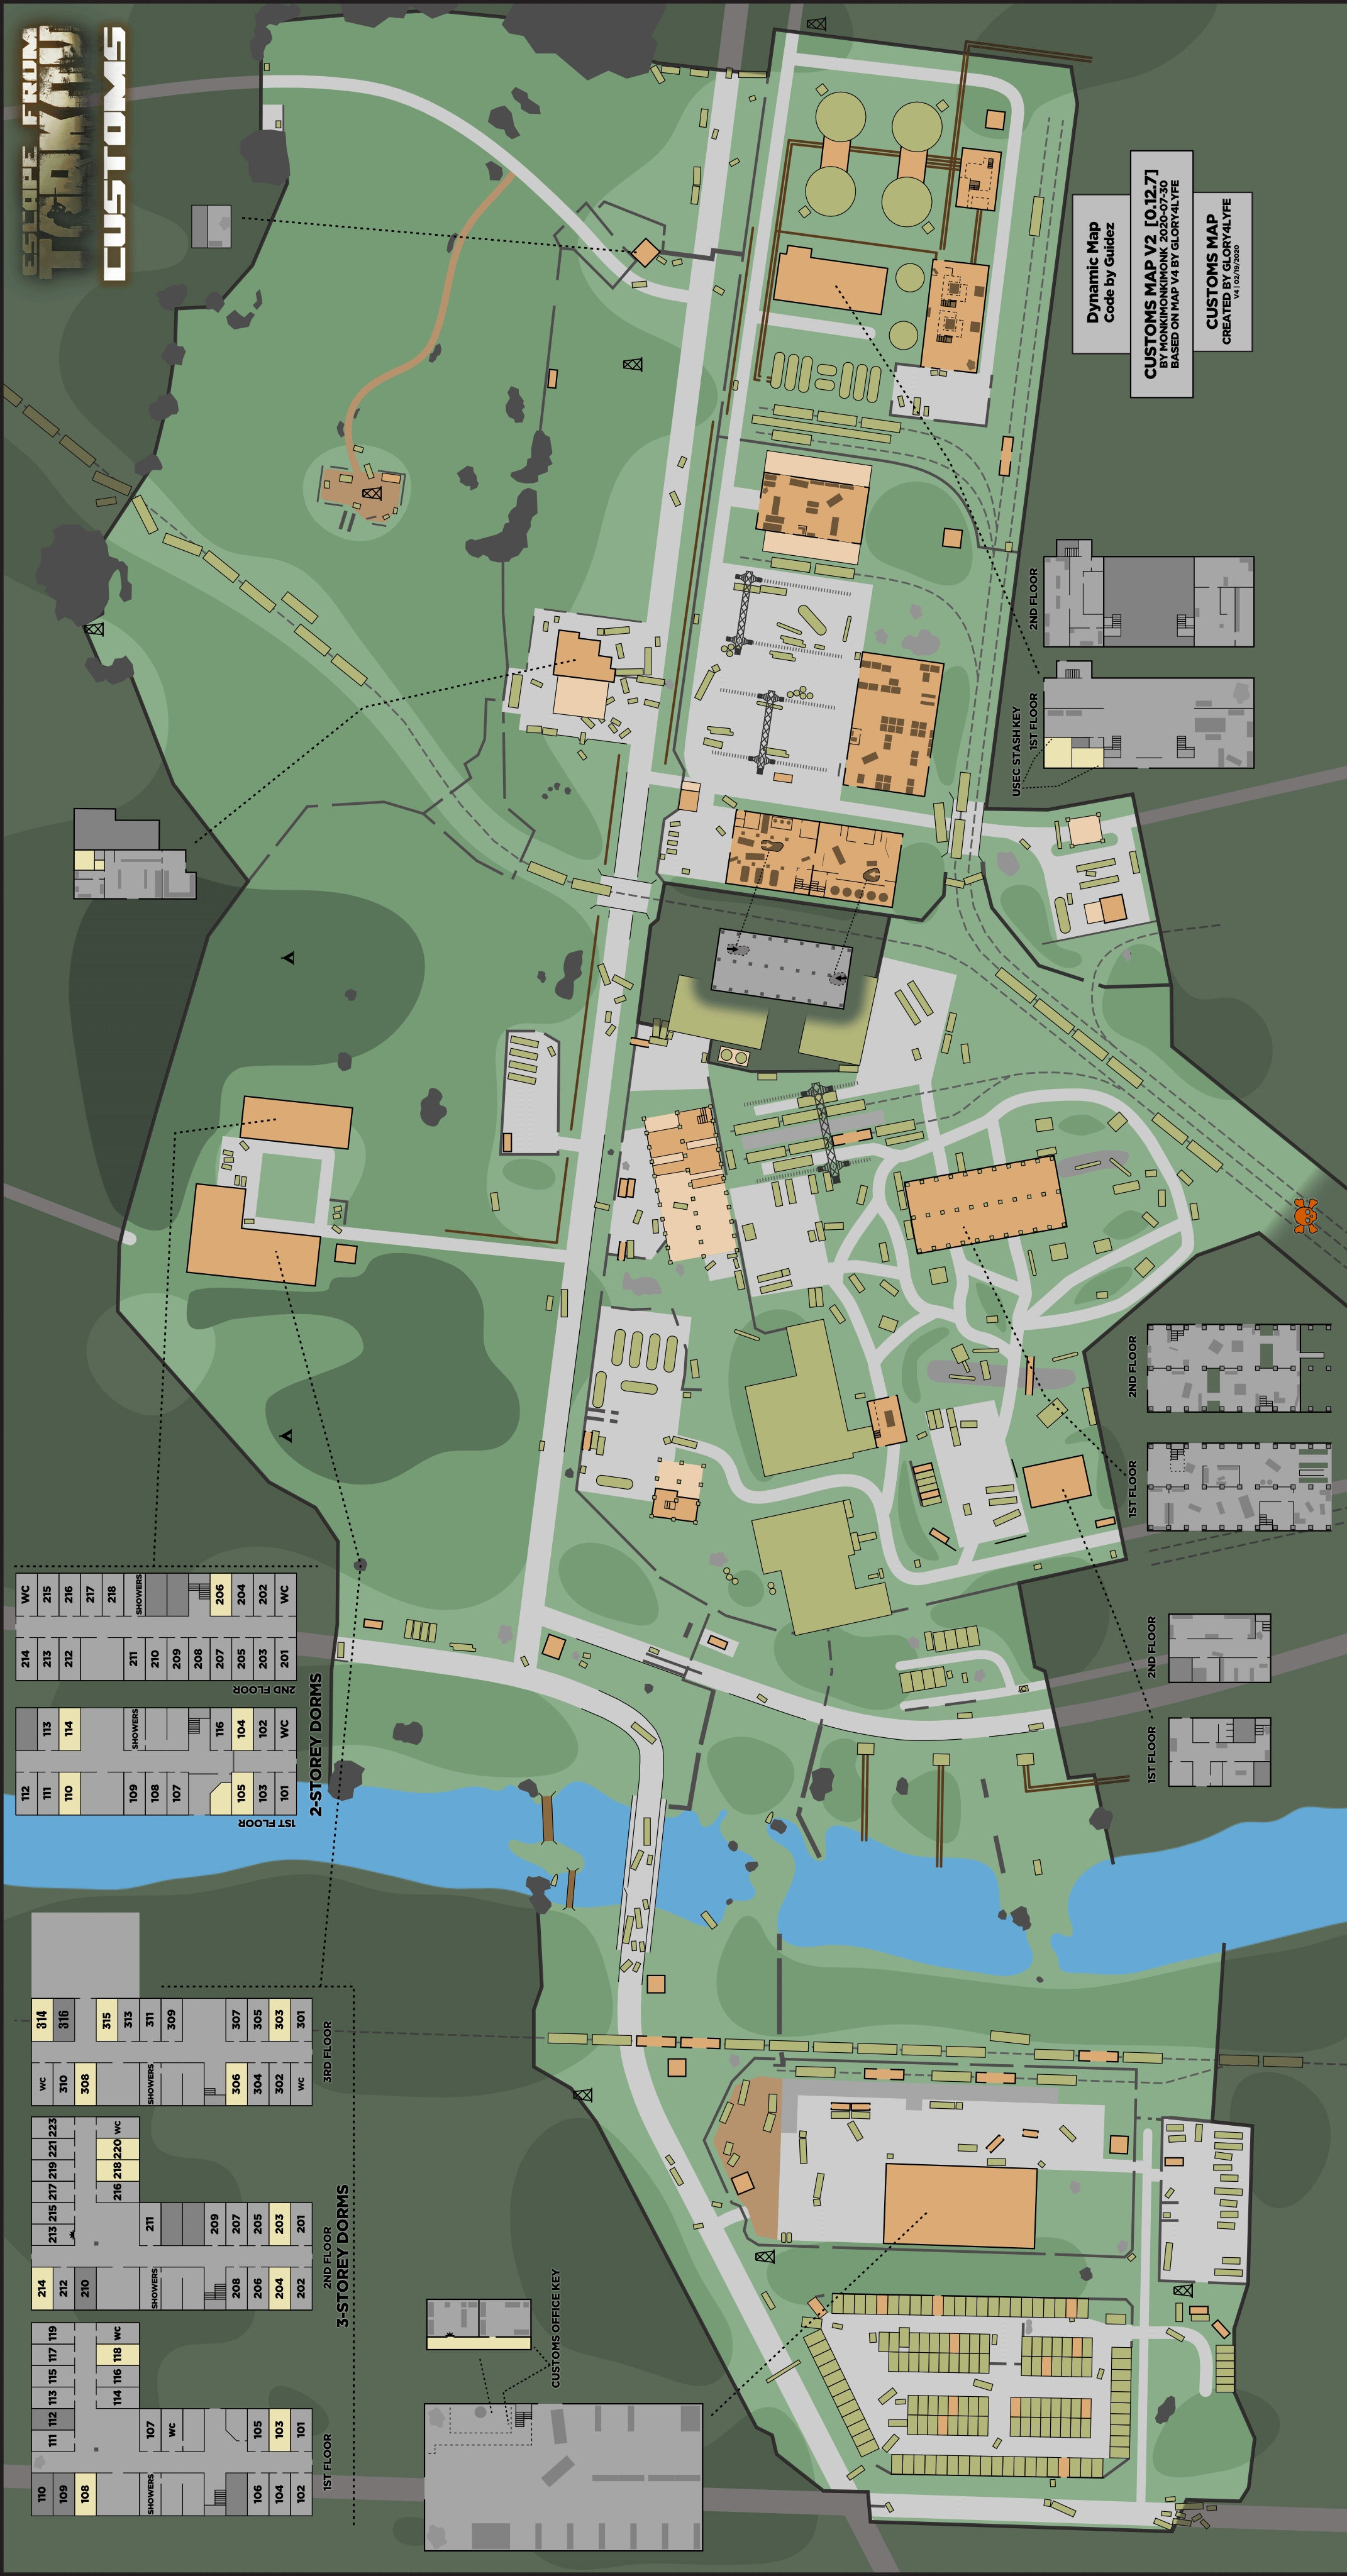 ESCAPE FROM
TARKOV
CUSTOMS
Dynamic Map
Code by Guidez
CUSTOMS MAP V2 [0.12.7]
BY MONKIMONKIMONK 2020-07-30
BASED ON MAP V4 BY GLORY4LYFE
CUSTOMS MAP
CREATED BY GLORY4LYFE
V4 | 02/19/2020
2ND FLOOR
USEC STASH KEY
1ST FLOOR
2ND FLOOR
1ST FLOOR
2ND FLOOR
1ST FLOOR
214 WC
213 215
212 216
217
218
211 SHOWERS
210
209
208
207 206
205 204
203 202
201 WC
2ND FLOOR
112
111 113
110 114
109 SHOWERS
108
107
116
105 104
103 102
101 WC
1ST FLOOR
2-STOREY DORMS
WC 314
310 316
308 315
313
SHOWERS 311
309
306 307
304 305
302 303
WC 301
3RD FLOOR
214
213 215 217 219 221 223
212
210
216 218 220 WC
SHOWERS 211
209
208 207
206 205
204 203
202 201
2ND FLOOR
3-STOREY DORMS
110
111 112 113 115 117 119
109
108
114 116 118 WC
SHOWERS 107
WC
106 105
104 103
102 101
1ST FLOOR
CUSTOMS OFFICE KEY